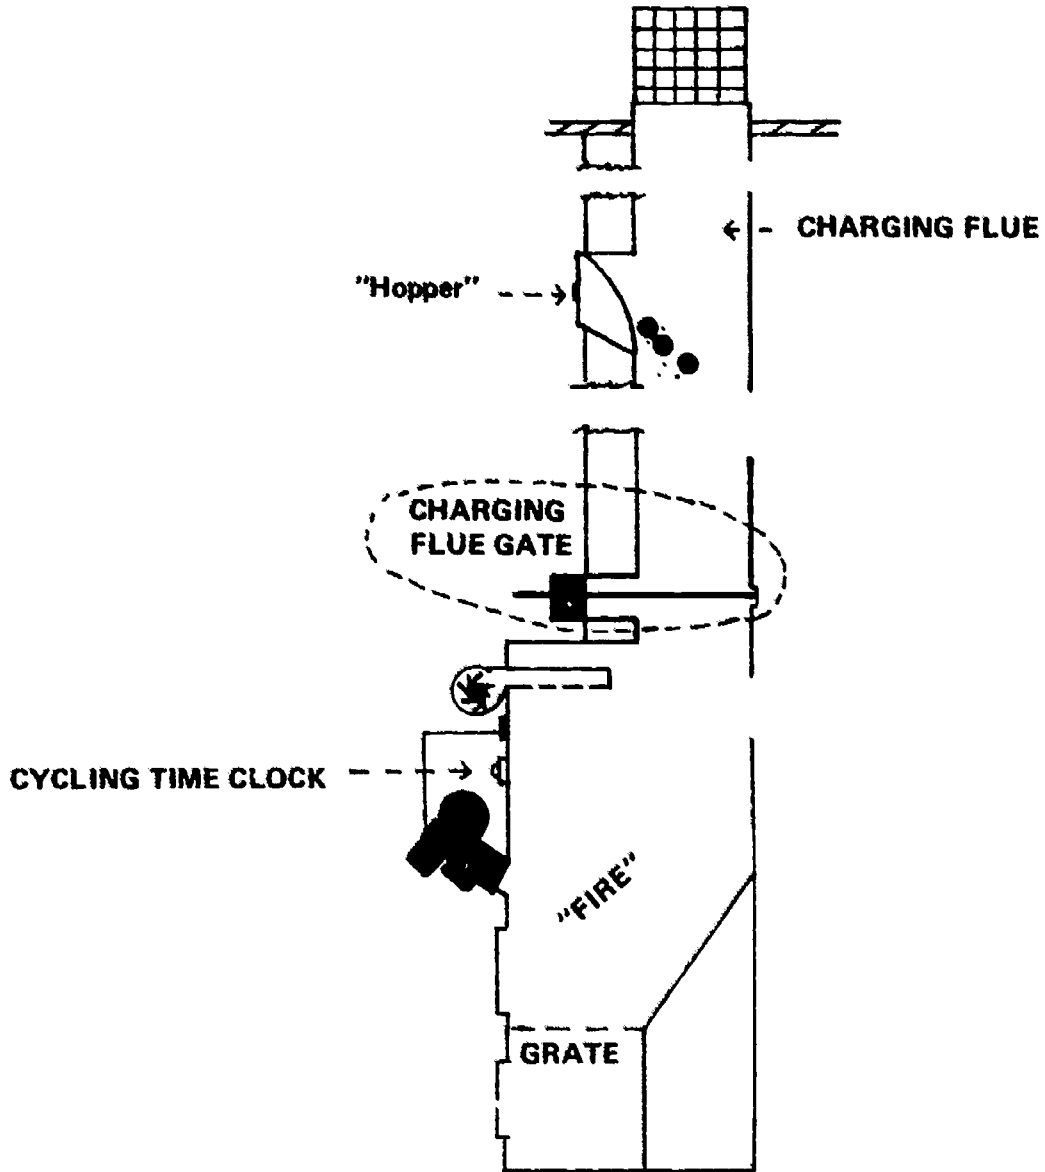 CHARGING FLUE
"Hopper"
CHARGING
FLUE GATE
CYCLING TIME CLOCK
"FIRE"
GRATE